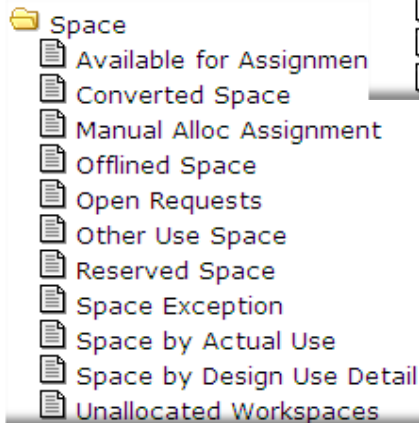 Space
Available for Assignmen
Converted Space
Manual Alloc Assignment
Offlined Space
Open Requests
Other Use Space
Reserved Space
Space Exception
Space by Actual Use
Space by Design Use Detail
Unallocated Workspaces